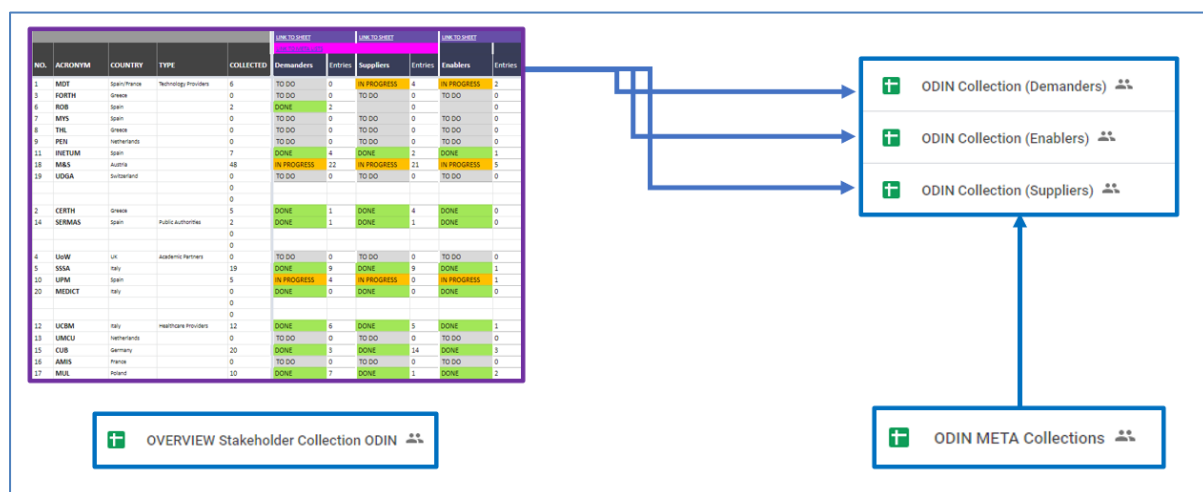 LINK TO SHEET LINK TO SHEET LINK TO SHEET
NO. ACRONYM COUNTRY TYPE COLLECTED Demanders Entries Suppliers Entries Enablers Entries
1 MDT Spain/France Technology Providers 6 TO DO 0 IN PROGRESS 4 IN PROGRESS 2
3 FORTH Greece 0 TO DO 0 TO DO 0 TO DO 0
6 ROB Spain 2 DONE 2 0 0
7 MYS Spain 0 TO DO 0 TO DO 0 TO DO 0
8 THL Greece 0 TO DO 0 TO DO 0 TO DO 0
9 PEN Netherlands 0 TO DO 0 TO DO 0 TO DO 0
11 INETUM Spain 7 DONE 4 DONE 2 DONE 1
18 M&S Austria 48 IN PROGRESS 22 IN PROGRESS 21 IN PROGRESS 5
19 UDGA Switzerland 0 TO DO 0 TO DO 0 TO DO 0
0
0
2 CERTH Greece 5 DONE 1 DONE 4 DONE 0
14 SERMAS Spain Public Authorities 2 DONE 1 DONE 1 DONE 0
0
0
4 UoW UK Academic Partners 0 TO DO 0 TO DO 0 TO DO 0
5 SSSA Italy 19 DONE 9 DONE 9 DONE 1
10 UPM Spain 5 IN PROGRESS 4 IN PROGRESS 0 IN PROGRESS 1
20 MEDICT Italy 0 DONE 0 DONE 0 DONE 0
0
0
12 UCBM Italy Healthcare Providers 12 DONE 6 DONE 5 DONE 1
13 UMCU Netherlands 0 TO DO 0 TO DO 0 TO DO 0
15 CUB Germany 20 DONE 3 DONE 14 DONE 3
16 AMIS France 0 TO DO 0 TO DO 0 TO DO 0
17 MUL Poland 10 DONE 7 DONE 1 DONE 2
OVERVIEW Stakeholder Collection ODIN
ODIN Collection (Demanders)
ODIN Collection (Enablers)
ODIN Collection (Suppliers)
ODIN META Collections